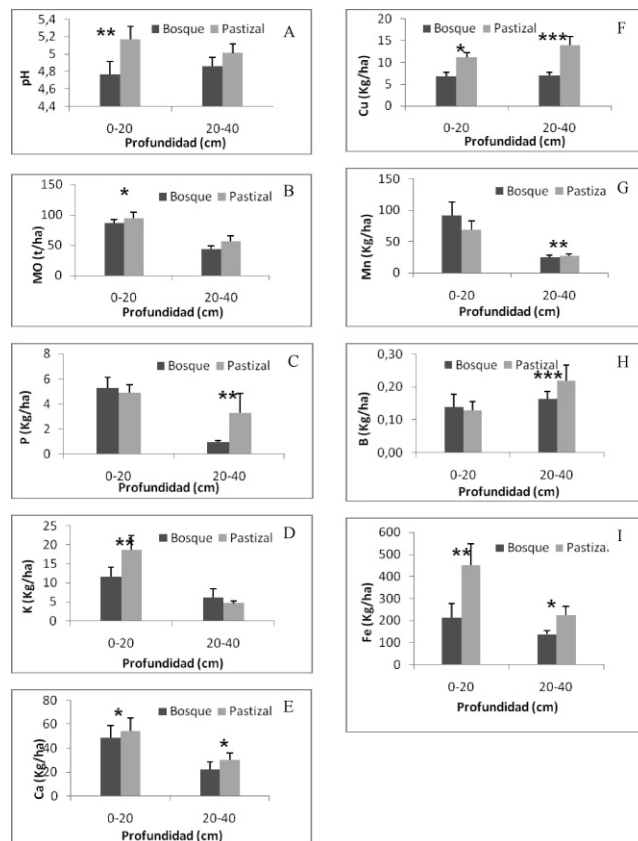 A
Bosque Pastizal
**
5,2
5
4,8
4,6
4,4
pH
0-20 20-40
Profundidad (cm)
B
Bosque Pastizal
*
150
100
50
0
MO (t/ha)
0-20 20-40
Profundidad (cm)
C
Bosque Pastizal
**
8
6
4
2
0
P (Kg/ha)
0-20 20-40
Profundidad (cm)
D
Bosque Pastizal
**
25
20
15
10
5
0
K (Kg/ha)
0-20 20-40
Profundidad (cm)
E
Bosque Pastizal
* *
80
60
40
20
0
Ca (Kg/ha)
0-20 20-40
Profundidad (cm)
F
Bosque Pastizal
* ***
20
15
10
5
0
Cu (Kg/ha)
0-20 20-40
Profundidad (cm)
G
Bosque Pastiza
**
150
100
50
0
Mn (Kg/ha)
0-20 20-40
Profundidad (cm)
H
Bosque Pastizal
***
0,30
0,20
0,10
0,00
B (Kg/ha)
0-20 20-40
Profundidad (cm)
I
Bosque Pastiza
** *
600
500
400
300
200
100
0
Fe (Kg/ha)
0-20 20-40
Profundidad (cm)